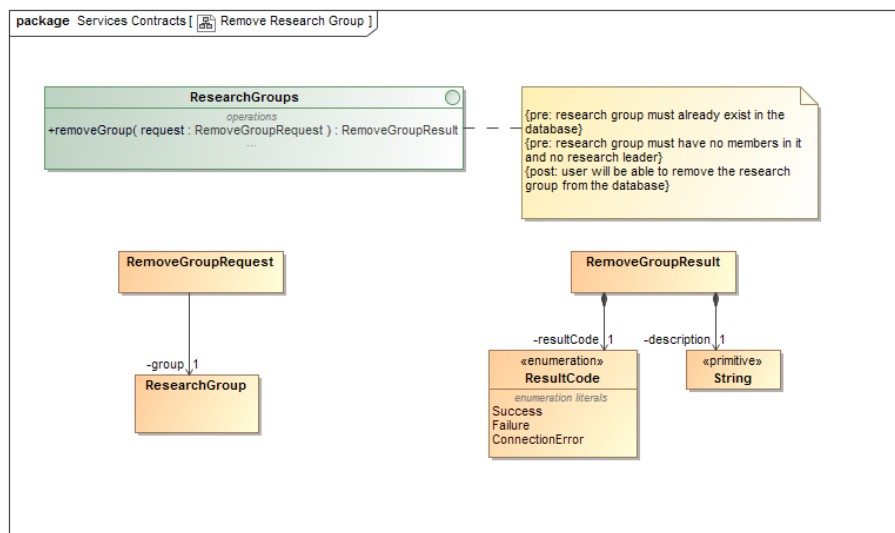 package Services Contracts [ Remove Research Group ]
ResearchGroups
operations
+removeGroup( request : RemoveGroupRequest ) : RemoveGroupResult
...
{pre: research group must already exist in the
database}
{pre: research group must have no members in it
and no research leader}
{post: user will be able to remove the research
group from the database}
RemoveGroupRequest
-group 1
ResearchGroup
RemoveGroupResult
-resultCode 1
-description 1
«enumeration»
ResultCode
enumeration literals
Success
Failure
ConnectionError
«primitive»
String